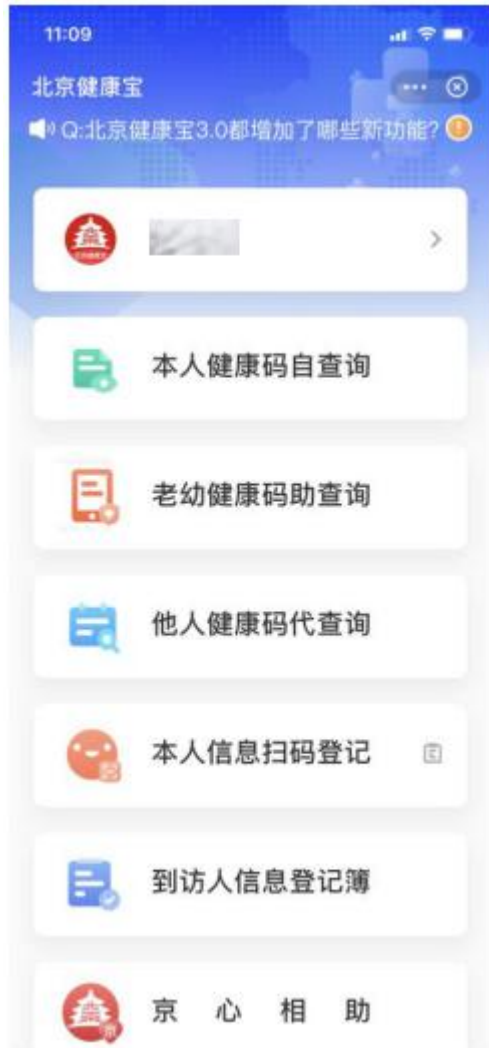 11:09
北京健康宝
Q:北京健康宝3.0都增加了哪些新功能?
本人健康码自查询
老幼健康码助查询
他人健康码代查询
本人信息扫码登记
到访人信息登记簿
京心相助